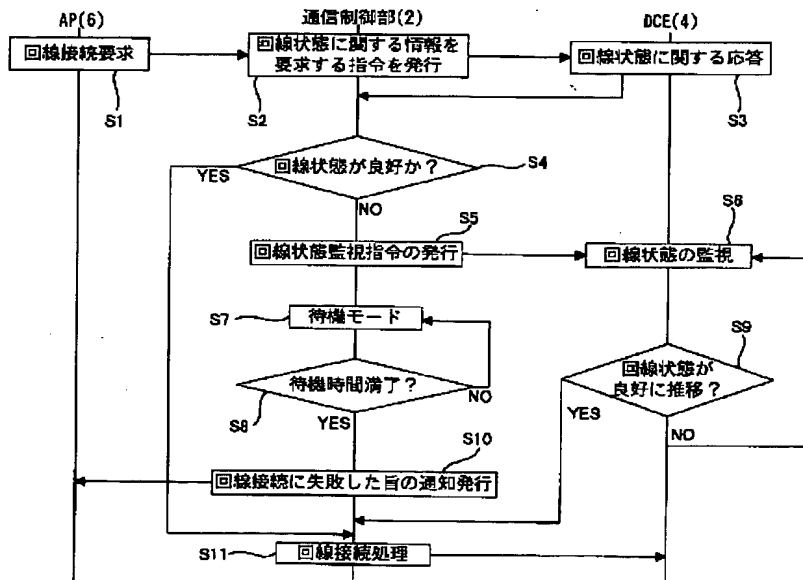 AP(6)
通信制御部(2)
DCE(4)
回線接続要求
S1
回線状態に関する情報を
要求する指令を発行
S2
回線状態に関する応答
S3
回線状態が良好か?
S4
YES
NO
回線状態監視指令の発行
S5
回線状態の監視
S6
待機モード
S7
待機時間満了?
S8
NO
YES
回線状態が
良好に推移?
S9
YES
NO
回線接続に失敗した旨の通知発行
S10
回線接続処理
S11